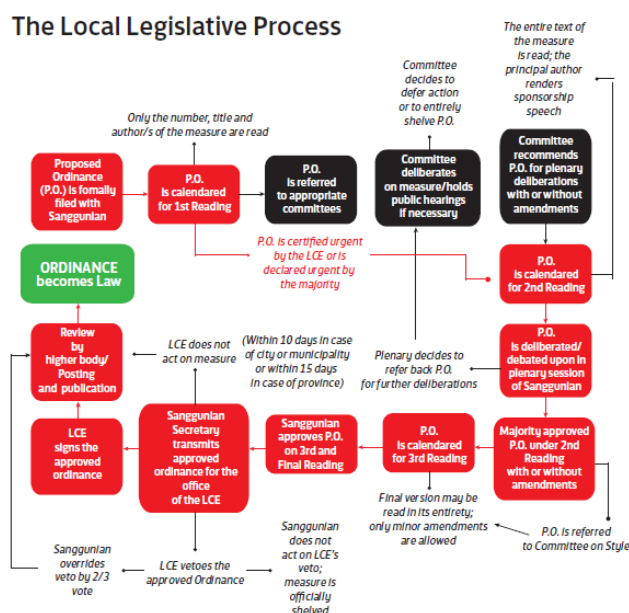 The Local Legislative Process
The entire text of
the measure
is read; the
principal author
renders
sponsorship
speech
Committee
decides to
defer action
or to entirely
shelve P.O.
Only the number, title and
author/s of the measure are read
Proposed
Ordinance
(P.O.) is fomally
filed with Sanggunian
P.O.
is calendared
for 1st Reading
P.O.
is referred
to appropriate
committees
Committee
deliberates
on measure/holds
public hearings
if necessary
Committee
recommends
P.O. for plenary
deliberations
with or without
amendments
P.O. is certified urgent
by the LCE or is
declared urgent by
the majority
P.O.
is calendared
for 2nd Reading
ORDINANCE
becomes Law
Review
by
higher body/
Posting
and publication
LCE does not
act on measure
(Within 10 days in case
of city or municipality
or within 15 days
in case of province)
Plenary decides to
refer back P.O.
for further deliberations
P.O.
is deliberated/
debated upon in
plenary session
of Sanggunian
LCE
signs the
approved
ordinance
Sanggunian
Secretary
transmits
approved
ordinance for the
office
of the LCE
Sanggunian
approves P.O.
on 3rd and
Final Reading
P.O.
is calendared
for 3rd Reading
Majority approved
P.O. under 2nd
Reading
with or without
amendments
Final version may be
read in its entirety;
only minor amendments
are allowed
P.O. is referred
to Committee on Style
Sanggunian
overrides
veto by 2/3
vote
LCE vetoes the
approved Ordinance
Sanggunian
does not
act on LCE's
veto;
measure is
officially
shelved